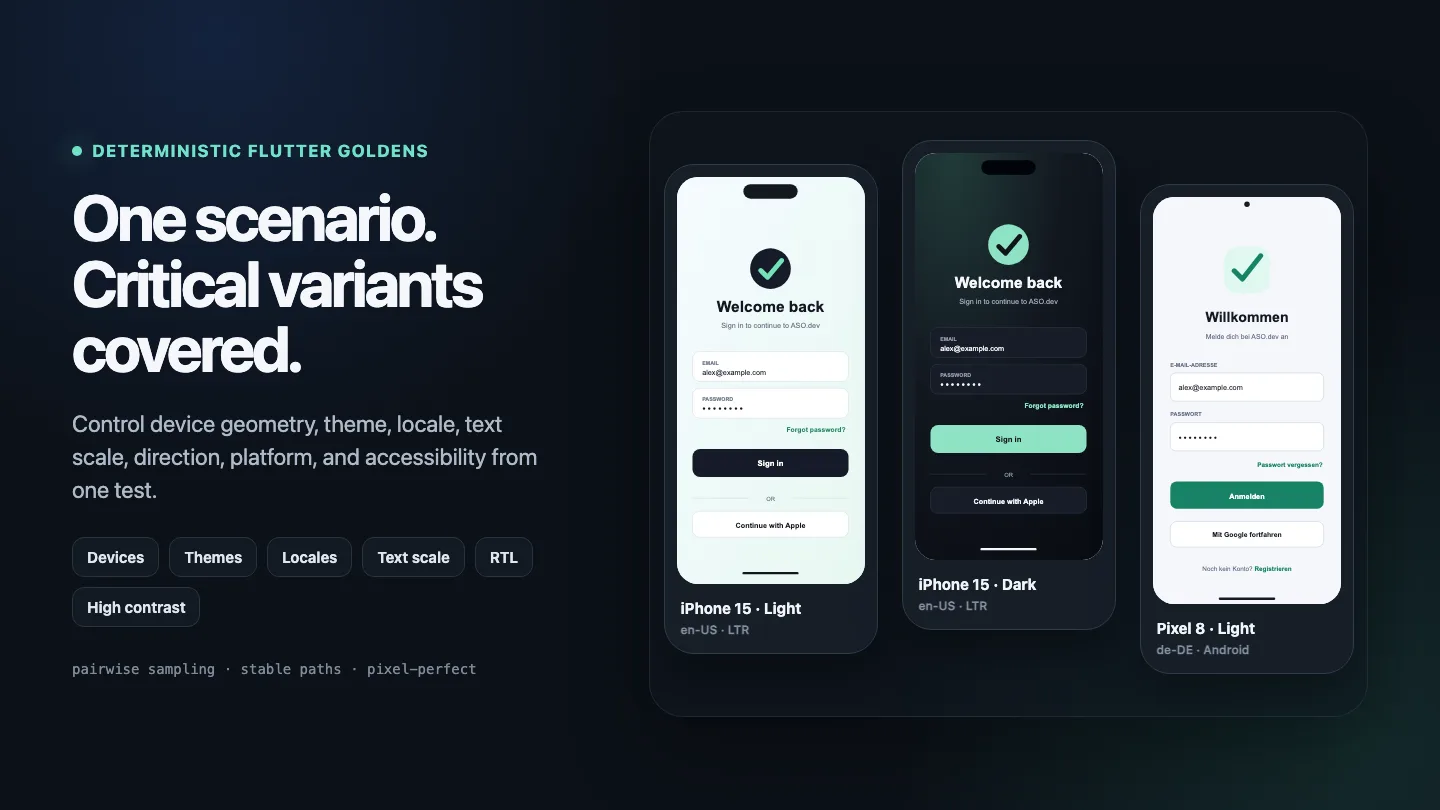 DETERMINISTIC FLUTTER GOLDENS
One scenario.
Critical variants
covered.
Control device geometry, theme, locale, text
scale, direction, platform, and accessibility from
one test.
Devices
Themes
Locales
Text scale
RTL
High contrast
pairwise sampling · stable paths · pixel-perfect
Welcome back
Sign in to continue to ASO.dev
EMAIL
alex@example.com
PASSWORD
••••••••
Forgot password?
Sign in
OR
Continue with Apple
iPhone 15 · Light
en-US · LTR
Welcome back
Sign in to continue to ASO.dev
EMAIL
alex@example.com
PASSWORD
••••••••
Forgot password?
Sign in
OR
Continue with Apple
iPhone 15 · Dark
en-US · LTR
Willkommen
Melde dich bei ASO.dev an
E-MAIL-ADRESSE
alex@example.com
PASSWORT
••••••••
Passwort vergessen?
Anmelden
Mit Google fortfahren
Noch kein Konto? Registrieren
Pixel 8 · Light
de-DE · Android